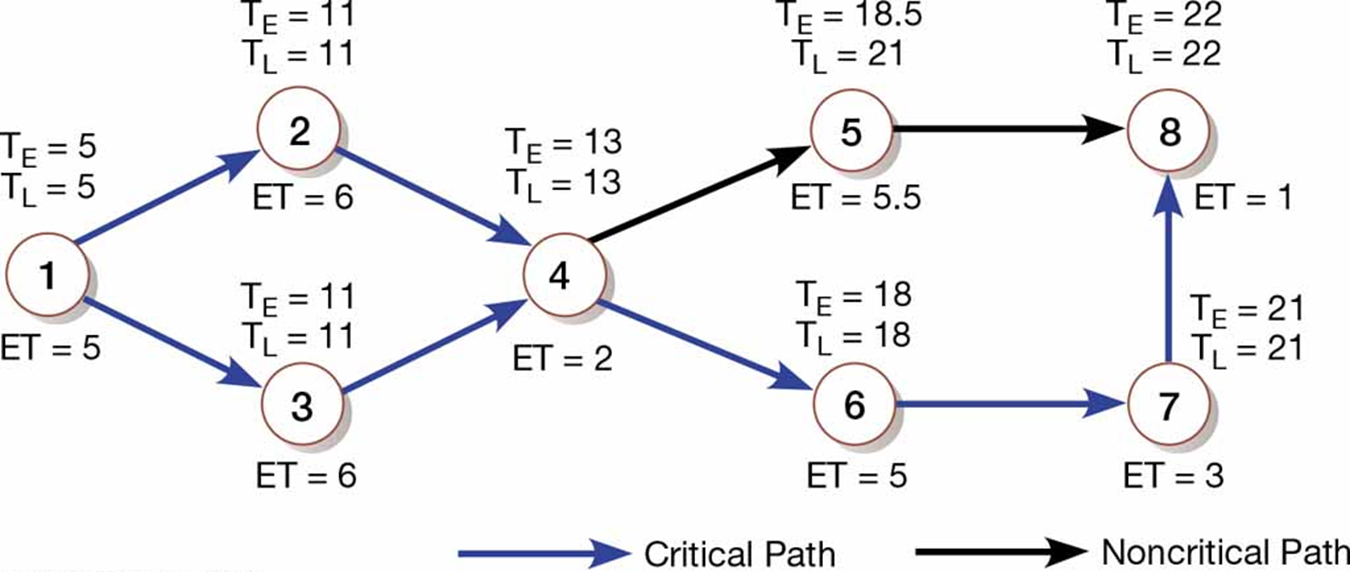 T_E = 11
T_L = 11
T_E = 18.5
T_L = 21
T_E = 22
T_L = 22
2
5
8
T_E = 5
T_L = 5
T_E = 13
T_L = 13
ET = 6
ET = 5.5
ET = 1
1
4
T_E = 11
T_L = 11
T_E = 18
T_L = 18
T_E = 21
T_L = 21
ET = 5
ET = 2
3
6
7
ET = 6
ET = 5
ET = 3
Critical Path
Noncritical Path